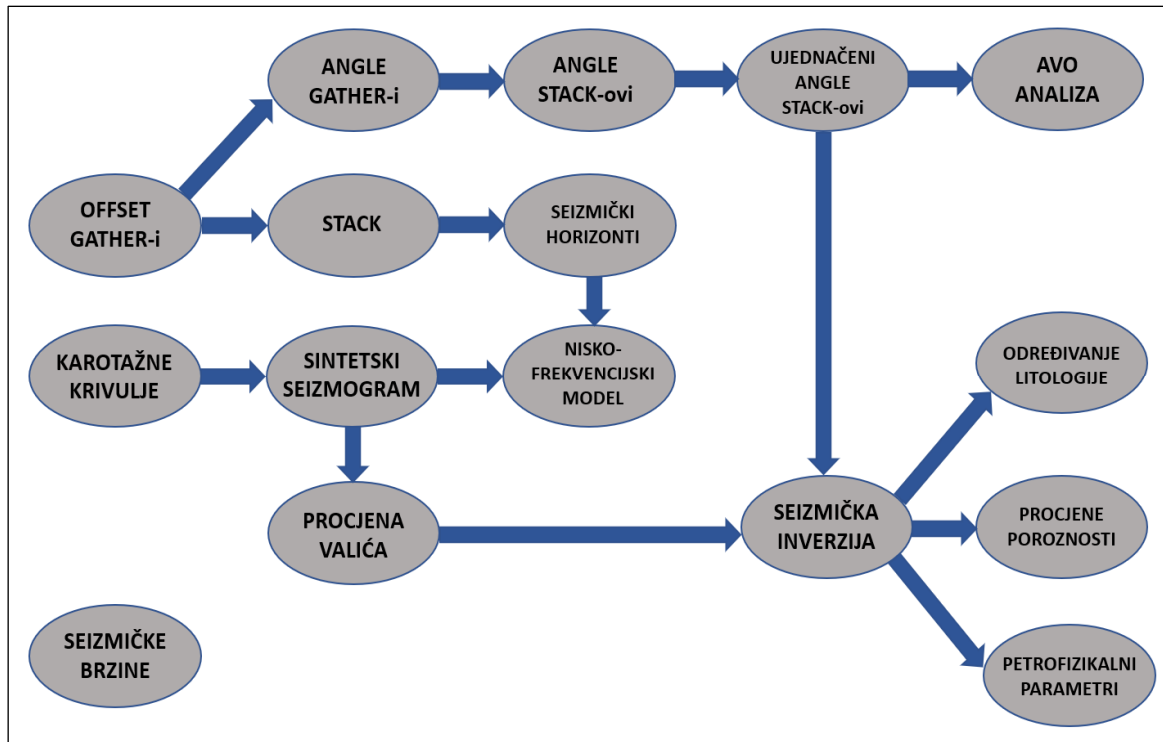 ANGLE
GATHER-i
ANGLE
STACK-ovi
UJEDNAČENI
ANGLE
STACK-ovi
AVO
ANALIZA
OFFSET
GATHER-i
STACK
SEIZMIČKI
HORIZONTI
KAROTAŽNE
KRIVULJE
SINTETSKI
SEIZMOGRAM
NISKO-
FREKVENCIJSKI
MODEL
ODREĐIVANJE
LITOLOGIJE
PROCJENA
VALIĆA
SEIZMIČKA
INVERZIJA
PROCJENE
POROZNOSTI
SEIZMIČKE
BRZINE
PETROFIZIKALNI
PARAMETRI